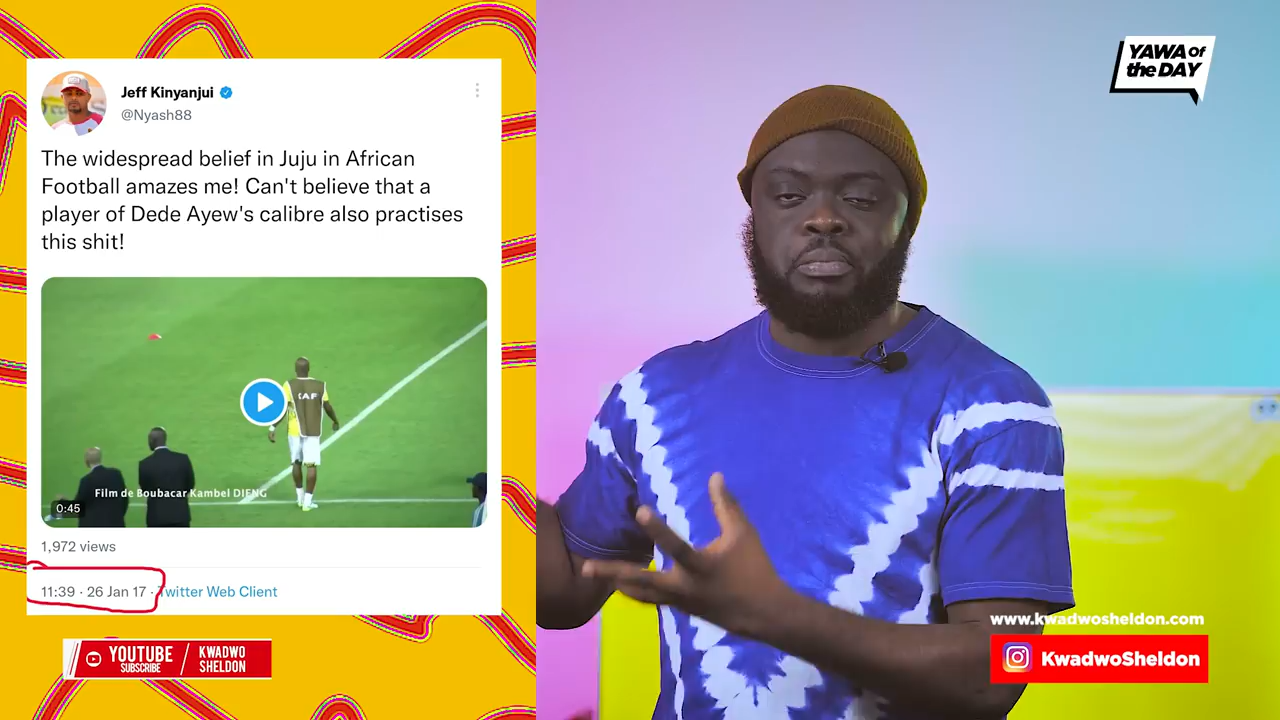 Jeff Kinyanjui
@Nyash88
The widespread belief in Juju in African
Football amazes me! Can't believe that a
player of Dede Ayew's calibre also practises
this shit!
CAF
Film de Boubacar Kambel DIENG
0:45
1,972 views
11:39 · 26 Jan 17 · Twitter Web Client
YOUTUBE
SUBSCRIBE
KWADWO
SHELDON
YAWA of
the DAY
www.kwadwosheldon.com
KwadwoSheldon